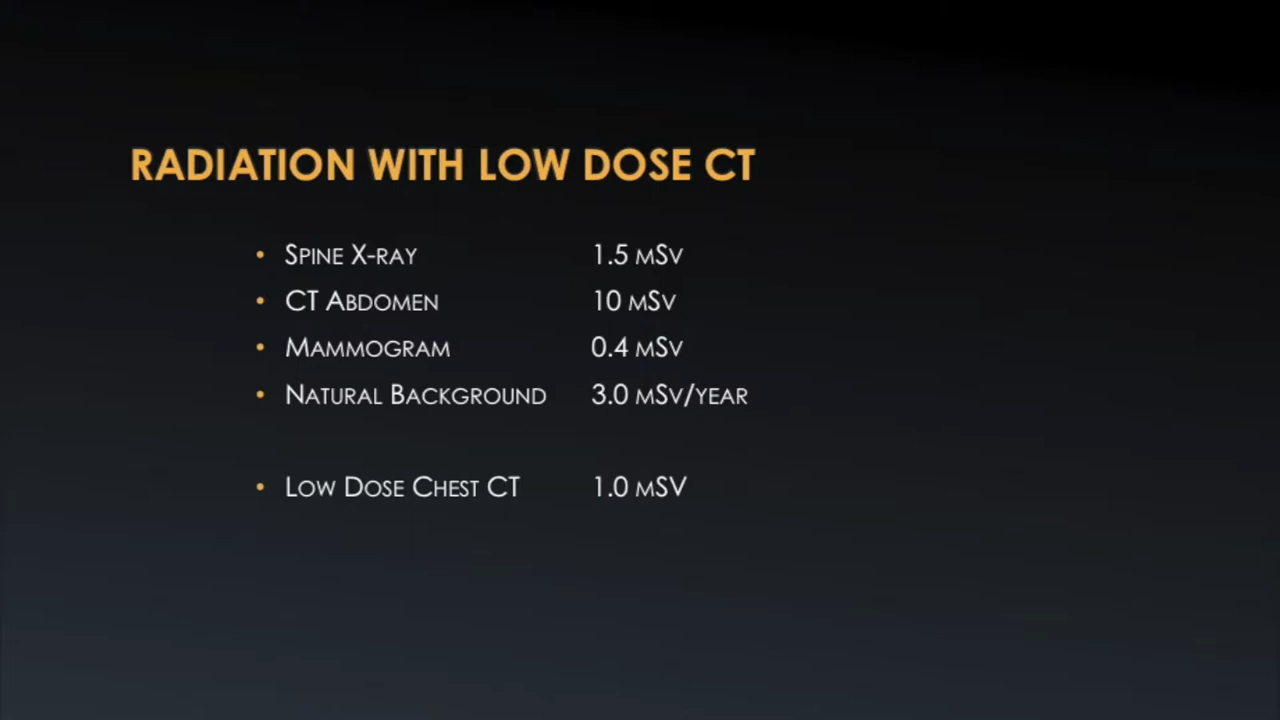 RADIATION WITH LOW DOSE CT
• Spine X-ray 1.5 mSv
• CT Abdomen 10 mSv
• Mammogram 0.4 mSv
• Natural Background 3.0 mSv/year
• Low Dose Chest CT 1.0 mSV